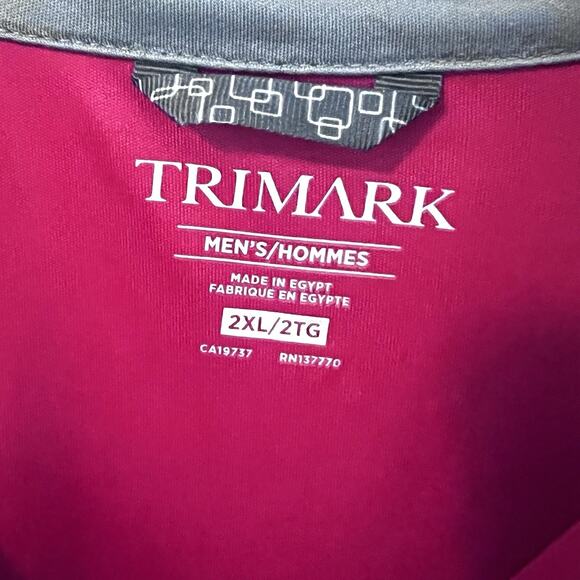 TRIMARK
MEN'S/HOMMES
MADE IN EGYPT
FABRIQUE EN EGYPTE
2XL/2TG
CA19737 RN137770